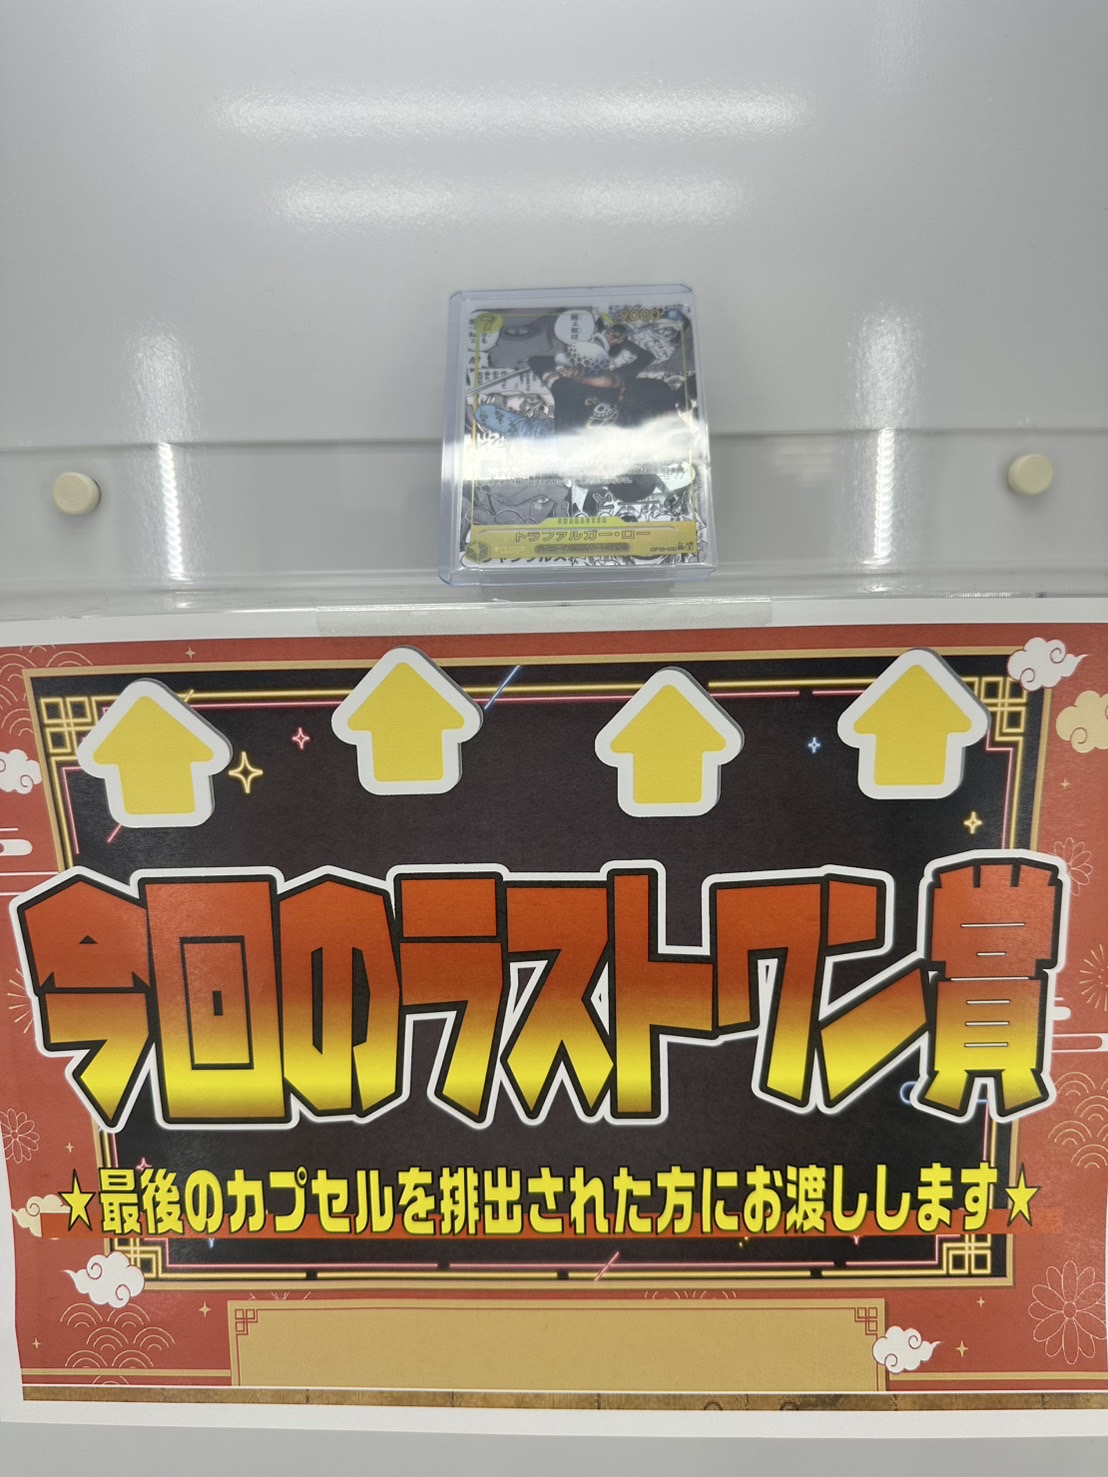 9000
CHARACTER
トラファルガー・ロー
今回のラストワン賞
★最後のカプセルを排出された方にお渡しします★